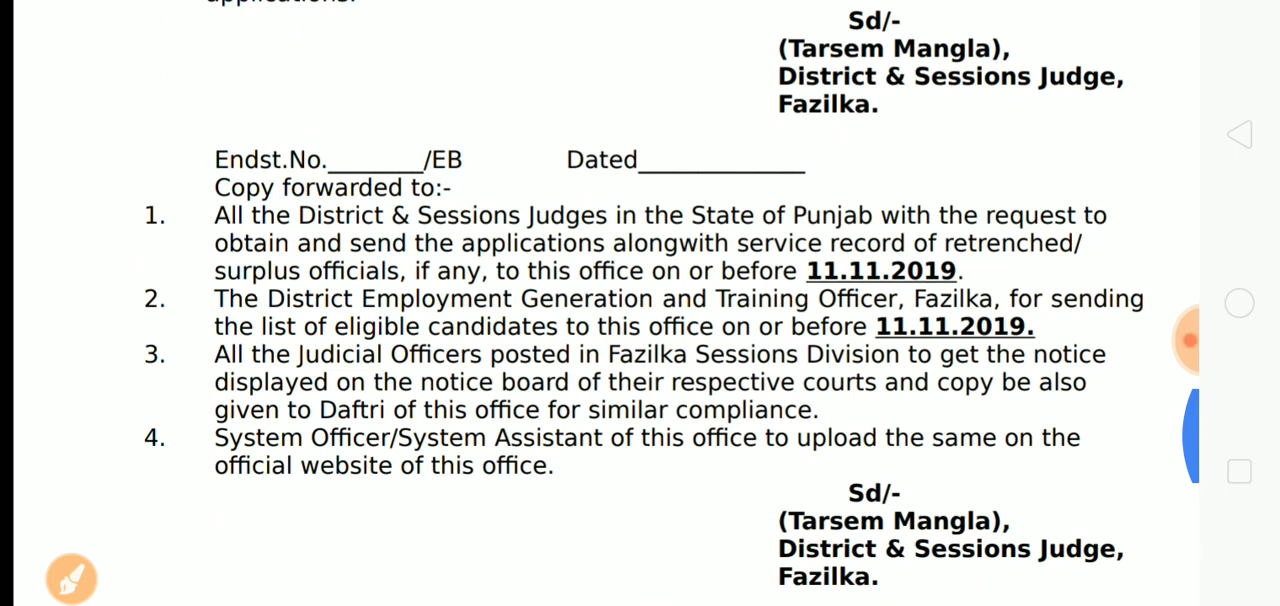 applications.
Sd/-
(Tarsem Mangla),
District & Sessions Judge,
Fazilka.
Endst.No.________/EB Dated______________
Copy forwarded to:-
1. All the District & Sessions Judges in the State of Punjab with the request to
obtain and send the applications alongwith service record of retrenched/
surplus officials, if any, to this office on or before 11.11.2019.
2. The District Employment Generation and Training Officer, Fazilka, for sending
the list of eligible candidates to this office on or before 11.11.2019.
3. All the Judicial Officers posted in Fazilka Sessions Division to get the notice
displayed on the notice board of their respective courts and copy be also
given to Daftri of this office for similar compliance.
4. System Officer/System Assistant of this office to upload the same on the
official website of this office.
Sd/-
(Tarsem Mangla),
District & Sessions Judge,
Fazilka.